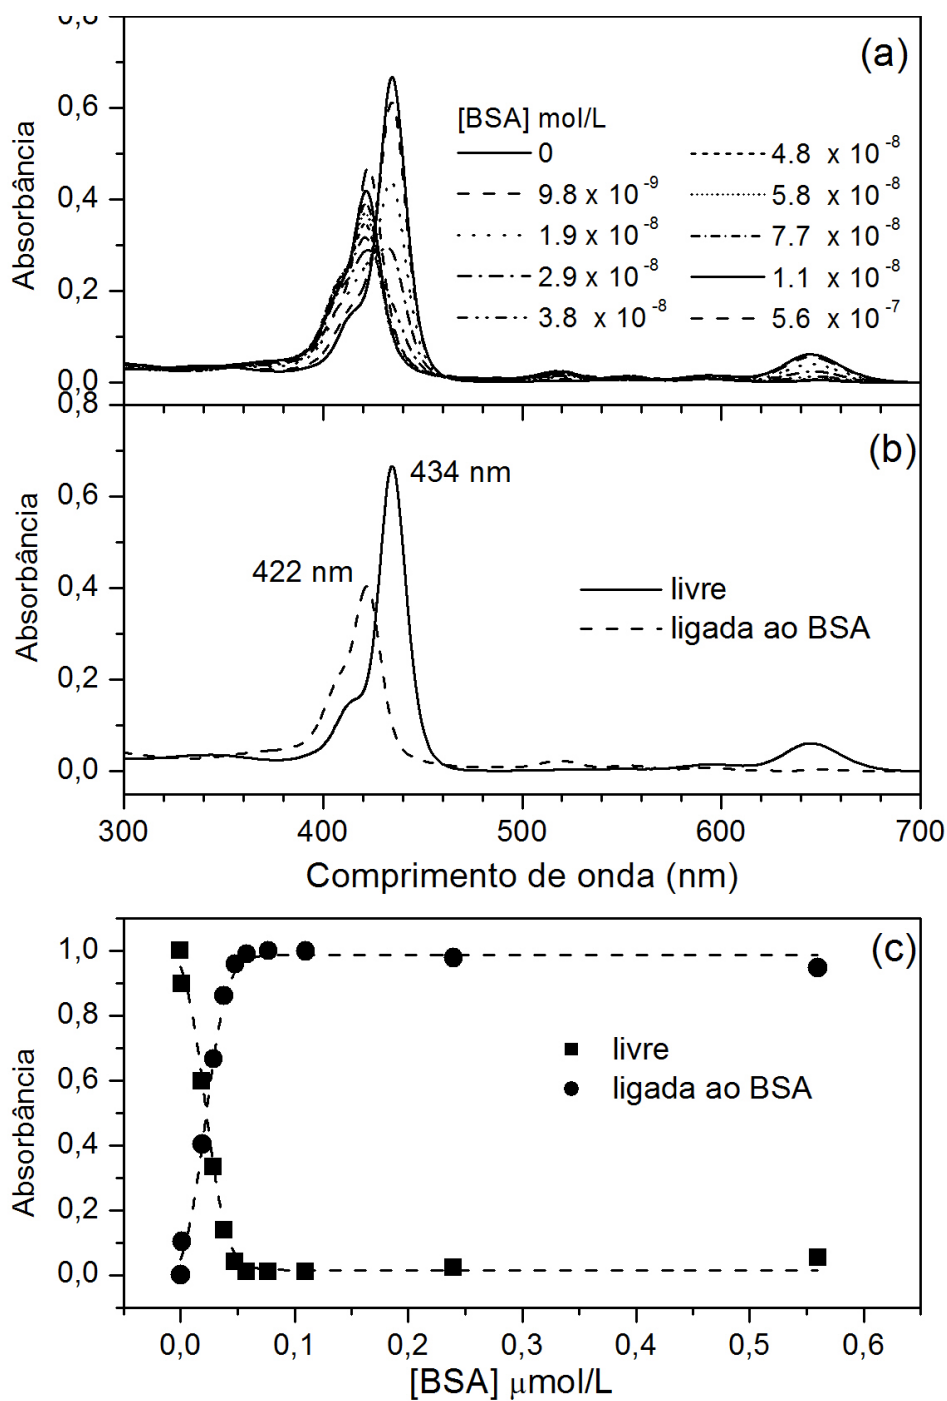 0,8
(a)
Absorbância
0,6
0,4
0,2
0,0
[BSA] mol/L
0
9.8 x 10 -9
1.9 x 10 -8
2.9 x 10 -8
3.8 x 10 -8
4.8 x 10 -8
5.8 x 10 -8
7.7 x 10 -8
1.1 x 10 -8
5.6 x 10 -7
0,8
(b)
Absorbância
0,6
0,4
0,2
0,0
434 nm
422 nm
livre
ligada ao BSA
300 400 500 600 700
Comprimento de onda (nm)
(c)
Absorbância
1,0
0,8
0,6
0,4
0,2
0,0
livre
ligada ao BSA
0,0 0,1 0,2 0,3 0,4 0,5 0,6
[BSA] μmol/L